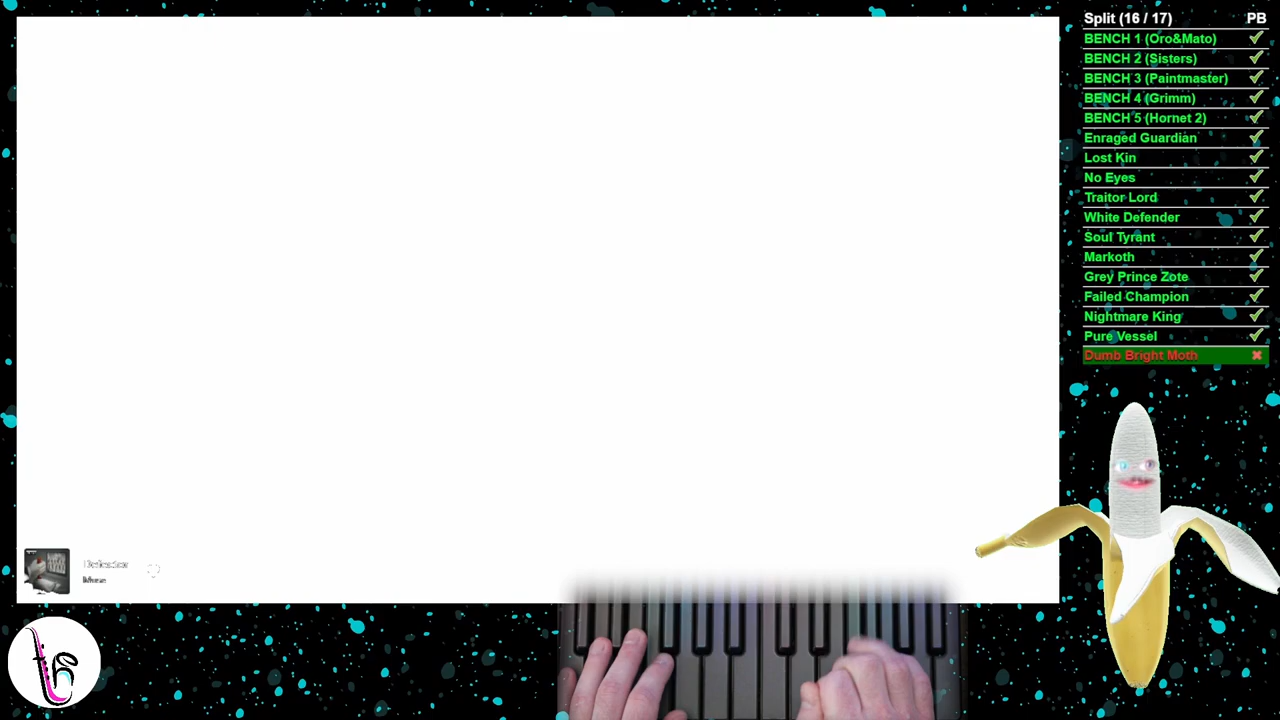 Split (16 / 17) PB
BENCH 1 (Oro&Mato)
BENCH 2 (Sisters)
BENCH 3 (Paintmaster)
BENCH 4 (Grimm)
BENCH 5 (Hornet 2)
Enraged Guardian
Lost Kin
No Eyes
Traitor Lord
White Defender
Soul Tyrant
Markoth
Grey Prince Zote
Failed Champion
Nightmare King
Pure Vessel
Dumb Bright Moth